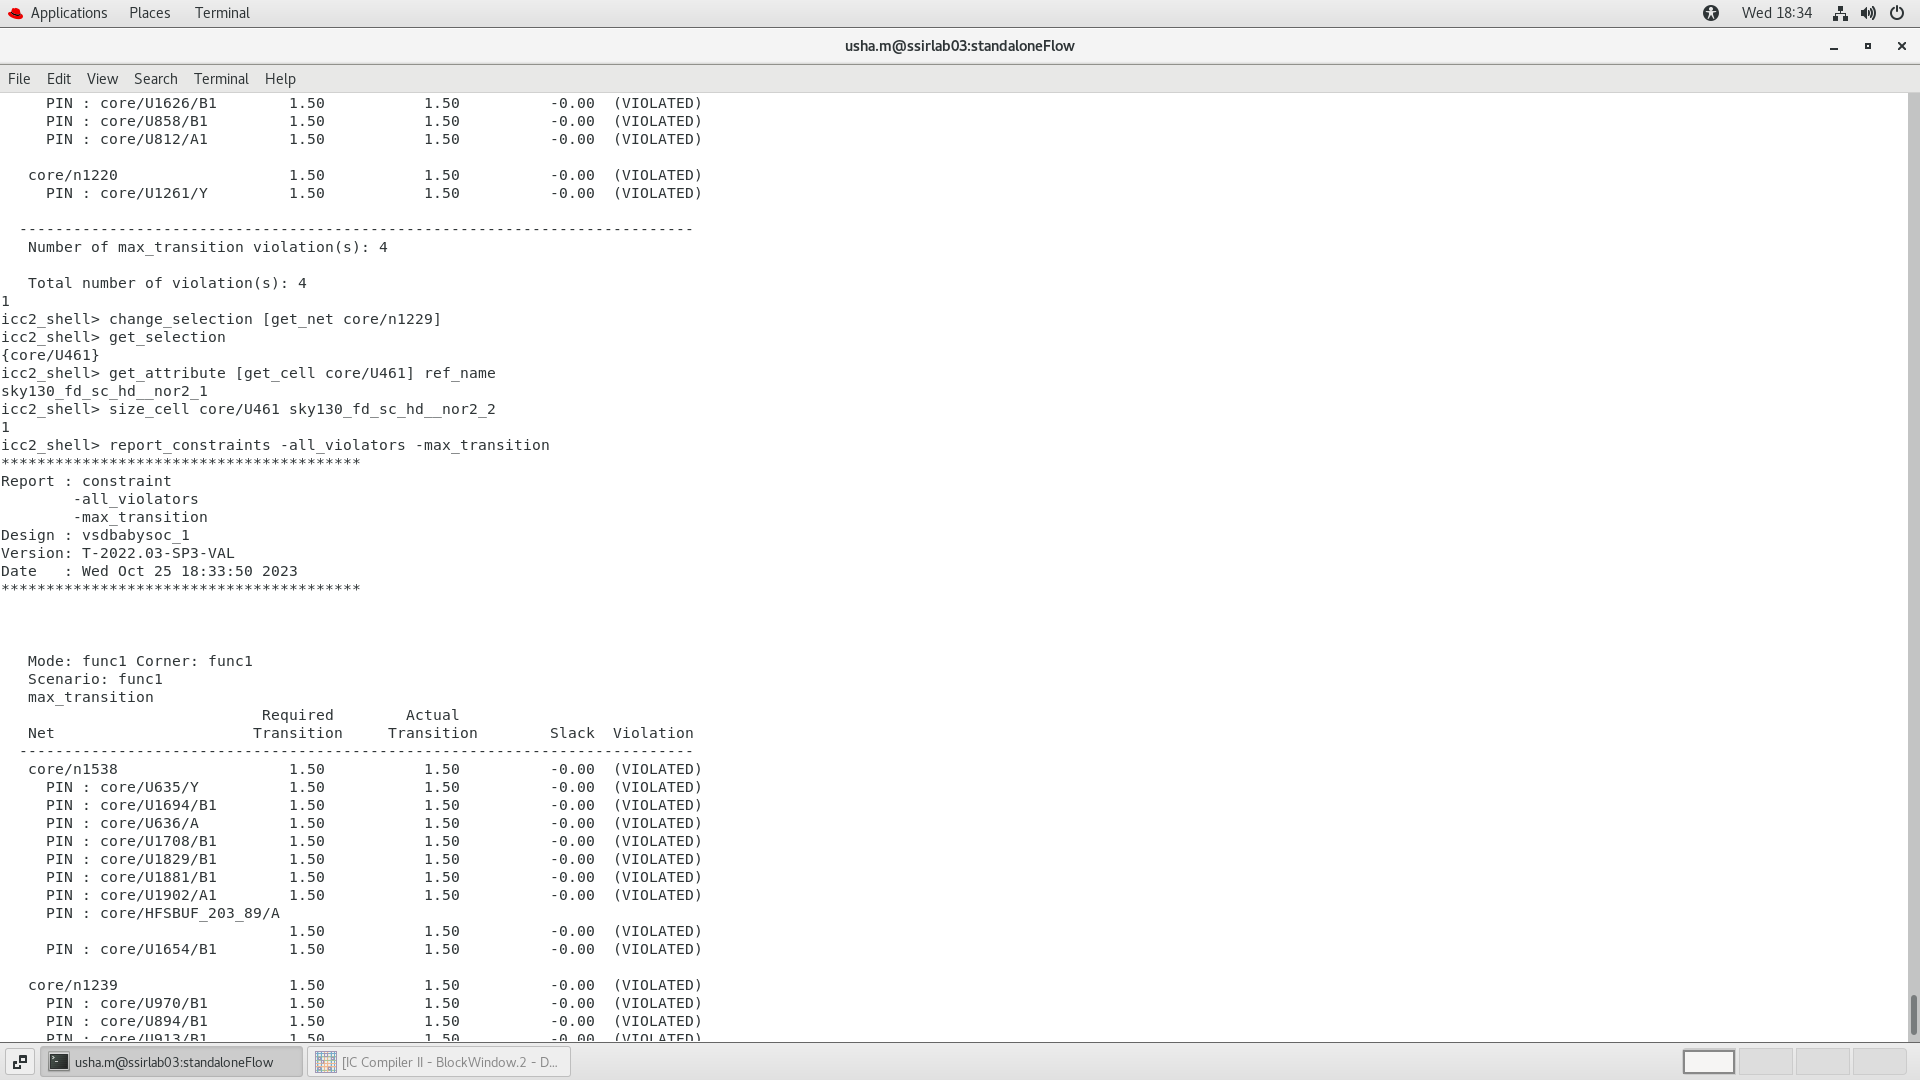 Applications Places Terminal Wed 18:34
usha.m@ssirlab03:standaloneFlow
File Edit View Search Terminal Help
PIN : core/U1626/B1 1.50 1.50 -0.00 (VIOLATED)
PIN : core/U858/B1 1.50 1.50 -0.00 (VIOLATED)
PIN : core/U812/A1 1.50 1.50 -0.00 (VIOLATED)
core/n1220 1.50 1.50 -0.00 (VIOLATED)
PIN : core/U1261/Y 1.50 1.50 -0.00 (VIOLATED)
---------------------------------------------------------------------------
Number of max_transition violation(s): 4
Total number of violation(s): 4
1
icc2_shell> change_selection [get_net core/n1229]
icc2_shell> get_selection
{core/U461}
icc2_shell> get_attribute [get_cell core/U461] ref_name
sky130_fd_sc_hd__nor2_1
icc2_shell> size_cell core/U461 sky130_fd_sc_hd__nor2_2
1
icc2_shell> report_constraints -all_violators -max_transition
****************************************
Report : constraint
-all_violators
-max_transition
Design : vsdbabysoc_1
Version: T-2022.03-SP3-VAL
Date   : Wed Oct 25 18:33:50 2023
****************************************
Mode: func1 Corner: func1
Scenario: func1
max_transition
Required Actual
Net Transition Transition Slack Violation
---------------------------------------------------------------------------
core/n1538 1.50 1.50 -0.00 (VIOLATED)
PIN : core/U635/Y 1.50 1.50 -0.00 (VIOLATED)
PIN : core/U1694/B1 1.50 1.50 -0.00 (VIOLATED)
PIN : core/U636/A 1.50 1.50 -0.00 (VIOLATED)
PIN : core/U1708/B1 1.50 1.50 -0.00 (VIOLATED)
PIN : core/U1829/B1 1.50 1.50 -0.00 (VIOLATED)
PIN : core/U1881/B1 1.50 1.50 -0.00 (VIOLATED)
PIN : core/U1902/A1 1.50 1.50 -0.00 (VIOLATED)
PIN : core/HFSBUF_203_89/A
1.50 1.50 -0.00 (VIOLATED)
PIN : core/U1654/B1 1.50 1.50 -0.00 (VIOLATED)
core/n1239 1.50 1.50 -0.00 (VIOLATED)
PIN : core/U970/B1 1.50 1.50 -0.00 (VIOLATED)
PIN : core/U894/B1 1.50 1.50 -0.00 (VIOLATED)
PIN : core/U913/B1 1.50 1.50 -0.00 (VIOLATED)
usha.m@ssirlab03:standaloneFlow [IC Compiler II - BlockWindow.2 - D...